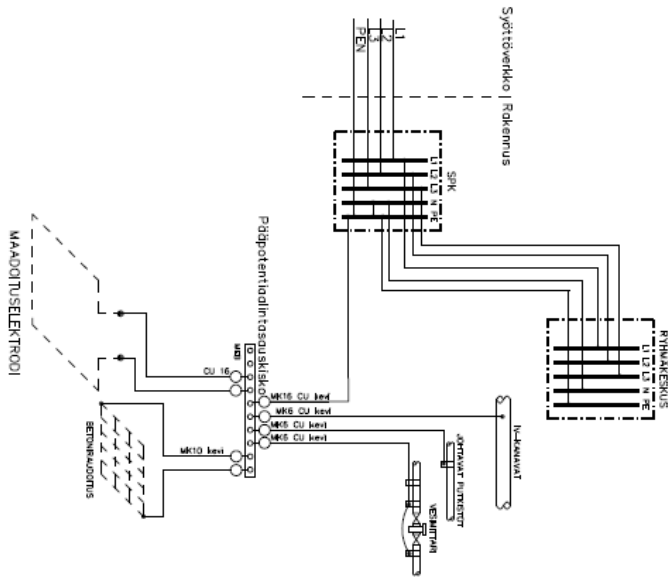 Syöttöverkko | Rakennus
L1
L2
L3
PEN
SPK
L1
L2
L3
N
PE
RYHMÄKESKUS
L1
L2
L3
N
PE
Pääpotentiaalintasauskisko
MAADOITUSELEKTRODI
CU 16
MK16 CU kevi
MK6 CU kevi
MK6 CU kevi
MK6 CU kevi
MK10 kevi
BETONIRAUDOITUS
IV-KANAVAT
JOHTAVAT PUTKISTOT
VESIMITTARI